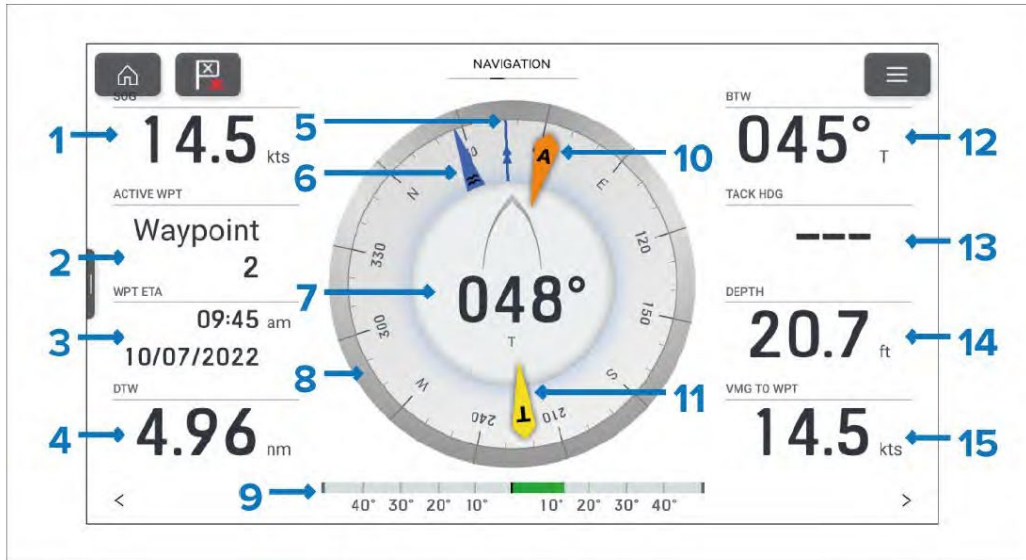 NAVIGATION
SOG
1
14.5 kts
ACTIVE WPT
2
Waypoint
2
WPT ETA
3
09:45 am
10/07/2022
DTW
4
4.96 nm
5
6
7
8
9
10
11
A
N
E
120
150
S
210
240
W
300
330
048°
T
T
40° 30° 20° 10° 10° 20° 30° 40°
BTW
045° T
12
TACK HDG
---
13
DEPTH
20.7 ft
14
VMG TO WPT
14.5 kts
15
<
>